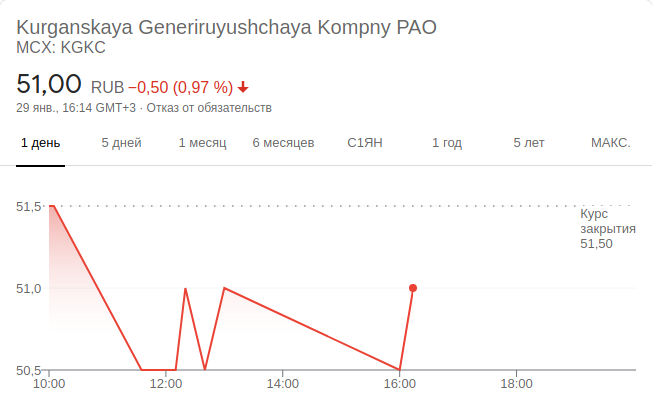 Kurganskaya Generiruyushchaya Kompny PAO
MCX: KGKC
51,00 RUB −0,50 (0,97 %)
29 янв., 16:14 GMT+3 · Отказ от обязательств
1 день 5 дней 1 месяц 6 месяцев С1ЯН 1 год 5 лет МАКС.
51,5
Курс
закрытия
51,50
51,0
50,5
10:00 12:00 14:00 16:00 18:00